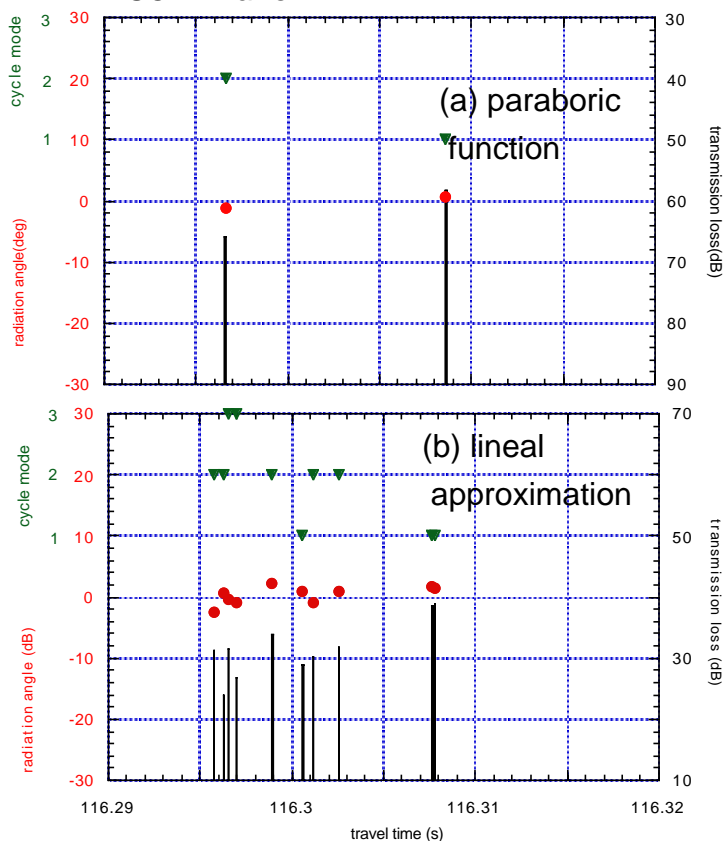 cycle mode
3
2
1
radiation angle(deg)
30
20
10
0
-10
-20
-30
(a) paraboric
function
30
40
50
60
70
80
90
transmission loss(dB)
cycle mode
3
2
1
radiation angle (dB)
30
20
10
0
-10
-20
-30
(b) lineal
approximation
70
50
30
10
transmission loss (dB)
116.29 116.3 116.31 116.32
travel time (s)